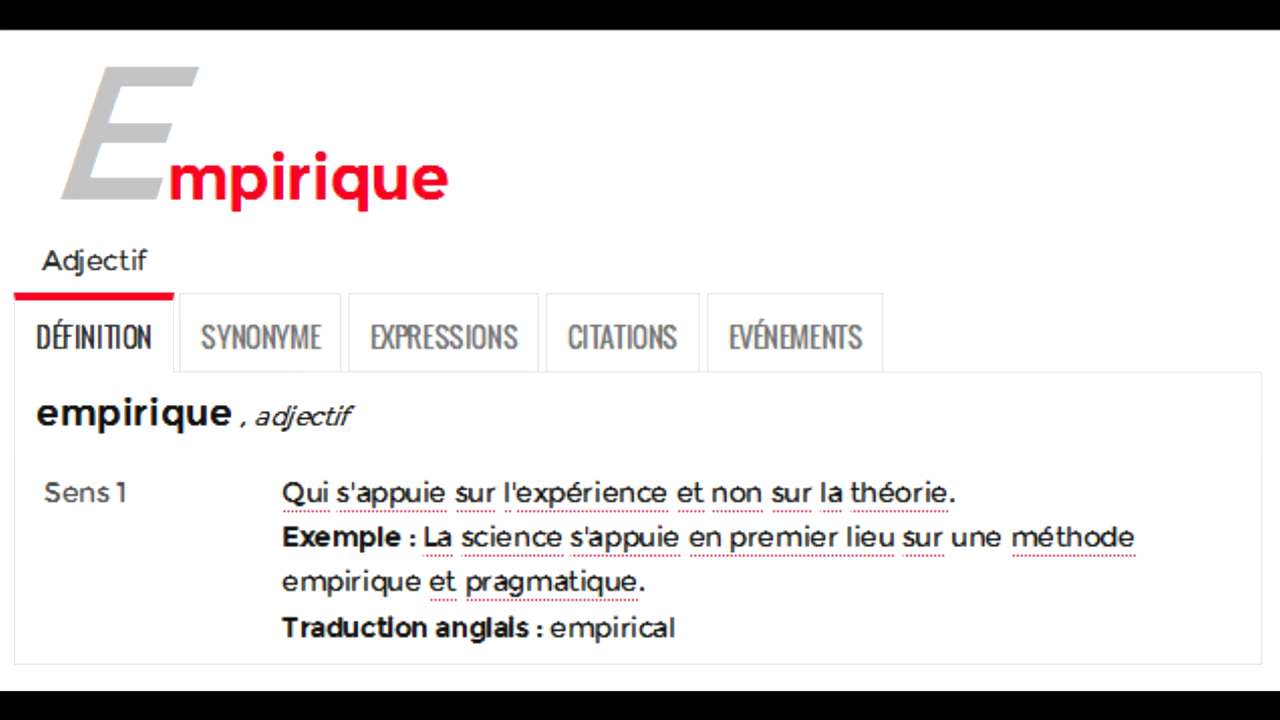 Empirique
Adjectif
DÉFINITION SYNONYME EXPRESSIONS CITATIONS EVÉNEMENTS
empirique , adjectif
Sens 1 Qui s'appuie sur l'expérience et non sur la théorie.
Exemple : La science s'appuie en premier lieu sur une méthode
empirique et pragmatique.
Traduction anglais : empirical